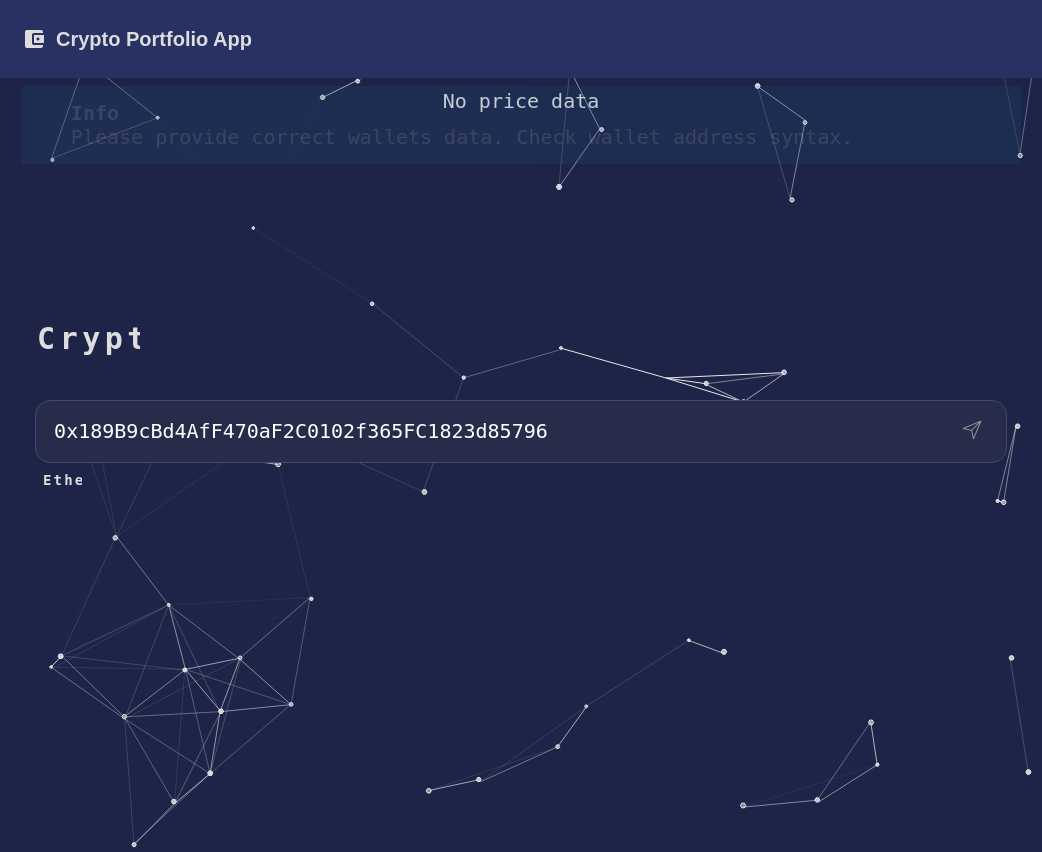 Crypto Portfolio App
No price data
Info
Please provide correct wallets data. Check wallet address syntax.
Crypt
0x189B9cBd4AfF470aF2C0102f365FC1823d85796
Ethe